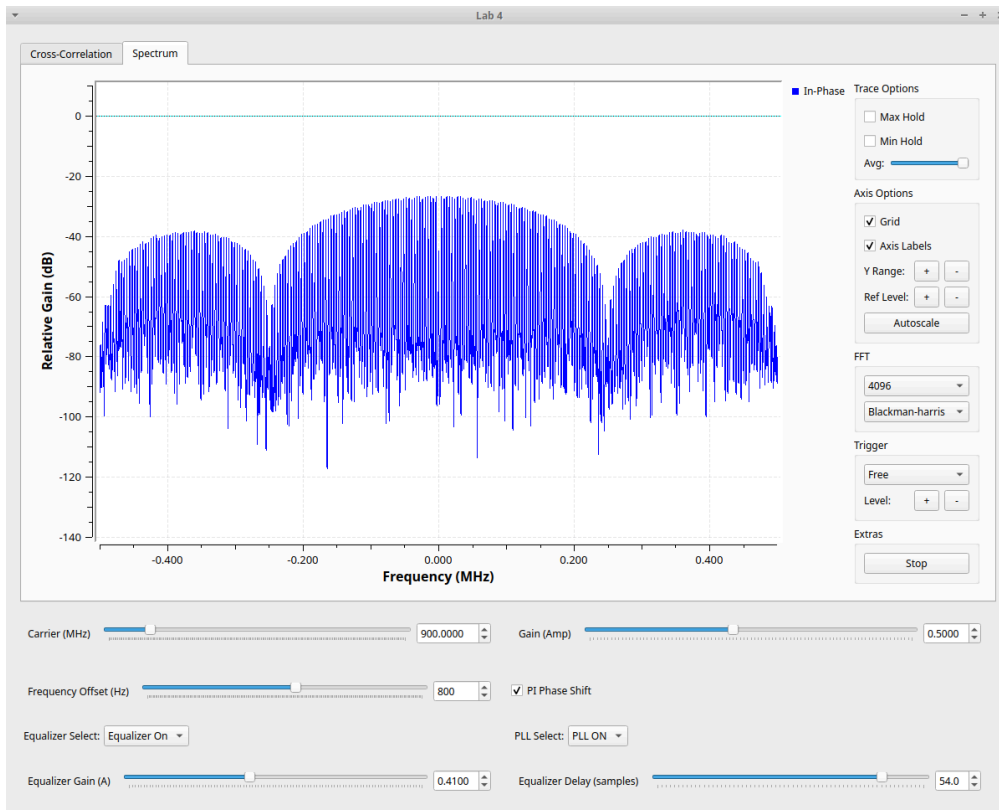 Lab 4
Cross-Correlation Spectrum
In-Phase
Relative Gain (dB)
0
-20
-40
-60
-80
-100
-120
-140
-0.400 -0.200 0.000 0.200 0.400
Frequency (MHz)
Trace Options
Max Hold
Min Hold
Avg:
Axis Options
Grid
Axis Labels
Y Range: + -
Ref Level: + -
Autoscale
FFT
4096
Blackman-harris
Trigger
Free
Level: + -
Extras
Stop
Carrier (MHz) 900.0000 Gain (Amp) 0.5000
Frequency Offset (Hz) 800 PI Phase Shift
Equalizer Select: Equalizer On PLL Select: PLL ON
Equalizer Gain (A) 0.4100 Equalizer Delay (samples) 54.0